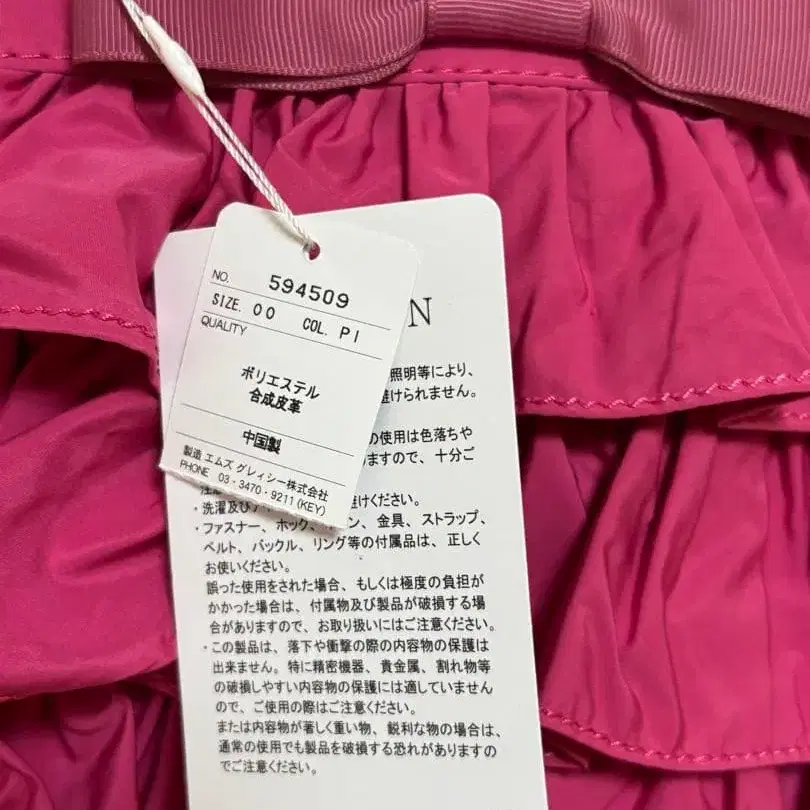 NO. 594509
SIZE. 00 COL. PI
QUALITY
ポリエステル
合成皮革
中国製
製造 エムズ グレィシー株式会社
PHONE 03・3470・9211(KEY)
N
照明等により、
避けられません。
の使用は色落ちや
ますので、十分ご
けください。
・洗濯及び
・ファスナー、ホック、 ン、金具、ストラップ、
ベルト、バックル、リング等の付属品は、正しく
お使いください。
誤った使用をされた場合、もしくは極度の負担が
かかった場合は、付属物及び製品が破損する場
合がありますので、お取り扱いにはご注意ください。
・この製品は、落下や衝撃の際の内容物の保護は
出来ません。特に精密機器、貴金属、割れ物等
の破損しやすい内容物の保護には適していません
ので、ご使用の際はご注意ください。
または内容物が著しく重い物、鋭利な物の場合は、
通常の使用でも製品を破損する恐れがありますの
でご注意ください。